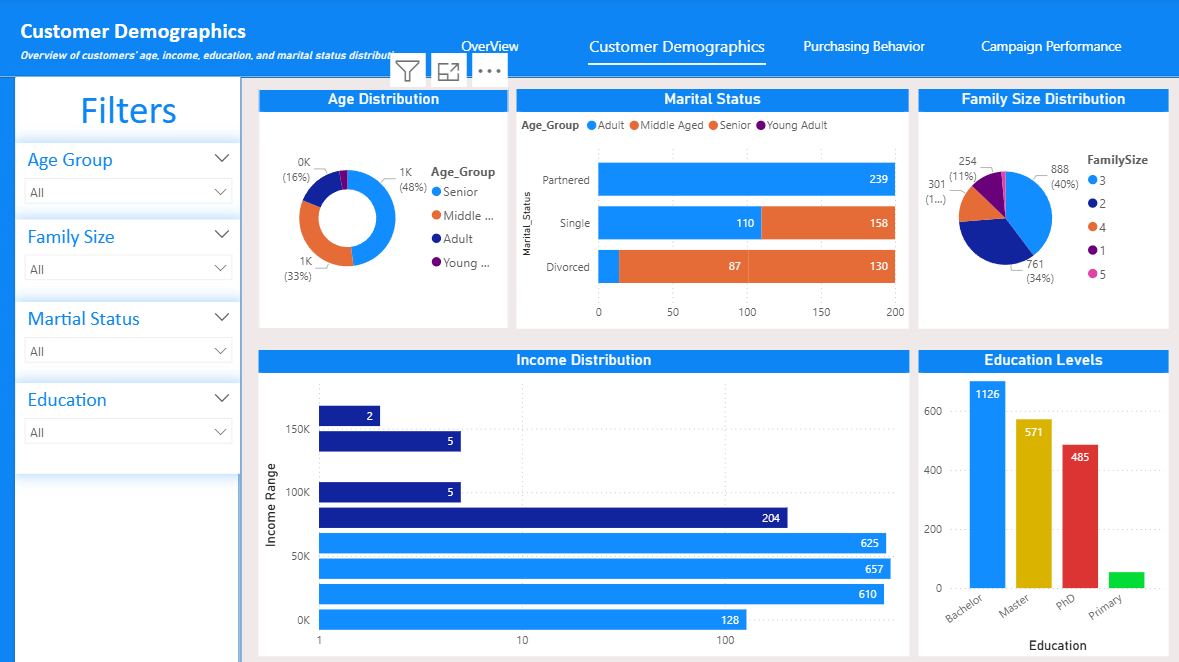 Customer Demographics
Overview of customers' age, income, education, and marital status distribut
OverView
Customer Demographics
Purchasing Behavior
Campaign Performance
Filters
Age Group
All
Family Size
All
Martial Status
All
Education
All
Age Distribution
0K
(16%)
1K
(48%)
1K
(33%)
Age_Group
Senior
Middle ...
Adult
Young ...
Marital Status
Age_Group Adult Middle Aged Senior Young Adult
Marital_Status
Partnered 239
Single 110 158
Divorced 87 130
0 50 100 150 200
Family Size Distribution
254
(11%)
301
(1...)
888
(40%)
761
(34%)
FamilySize
3
2
4
1
5
Income Distribution
Income Range
2
150K
5
100K 5
204
50K
625
657
610
0K 128
1 10 100
Education Levels
600
400
200
0
1126
571
485
Bachelor
Master
PhD
Primary
Education